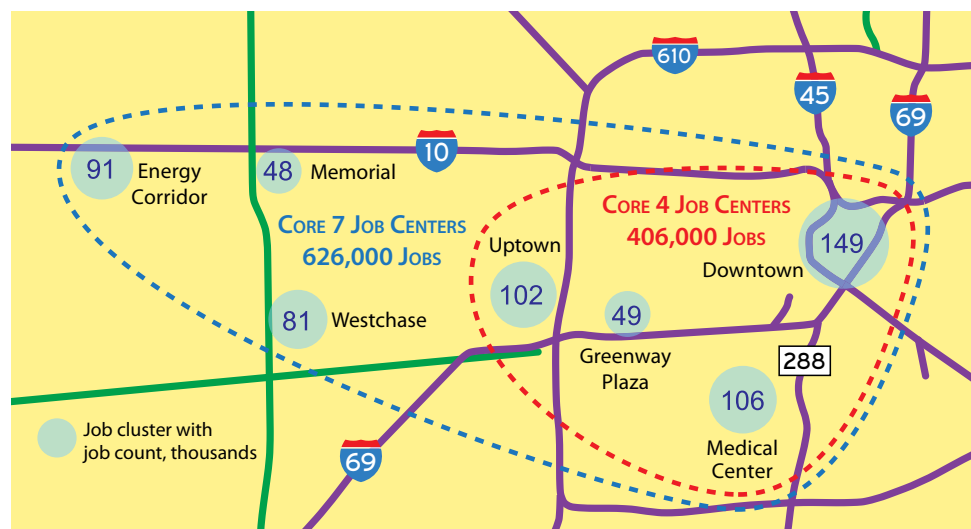 610
45
69
10
91
Energy
Corridor
48
Memorial
Core 7 Job Centers
626,000 Jobs
Core 4 Job Centers
406,000 Jobs
Uptown
102
149
Downtown
81
Westchase
49
Greenway
Plaza
288
106
Medical
Center
Job cluster with
job count, thousands
69